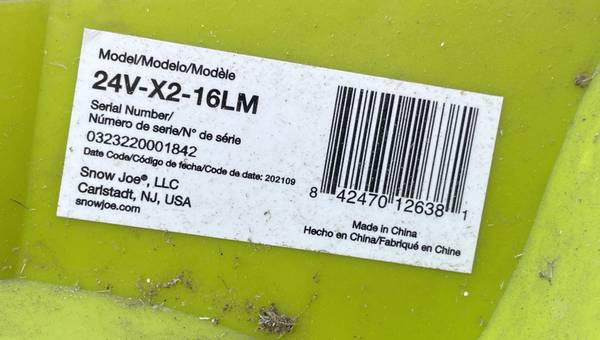 Model/Modelo/Modèle
24V-X2-16LM
Serial Number/
Número de serie/N° de série
0323220001842
Date Code/Código de fecha/Code de date: 202109
Snow Joe®, LLC
Carlstadt, NJ, USA
snowjoe.com
8 42470 12638 1
Made in China
Hecho en China/Fabriqué en Chine